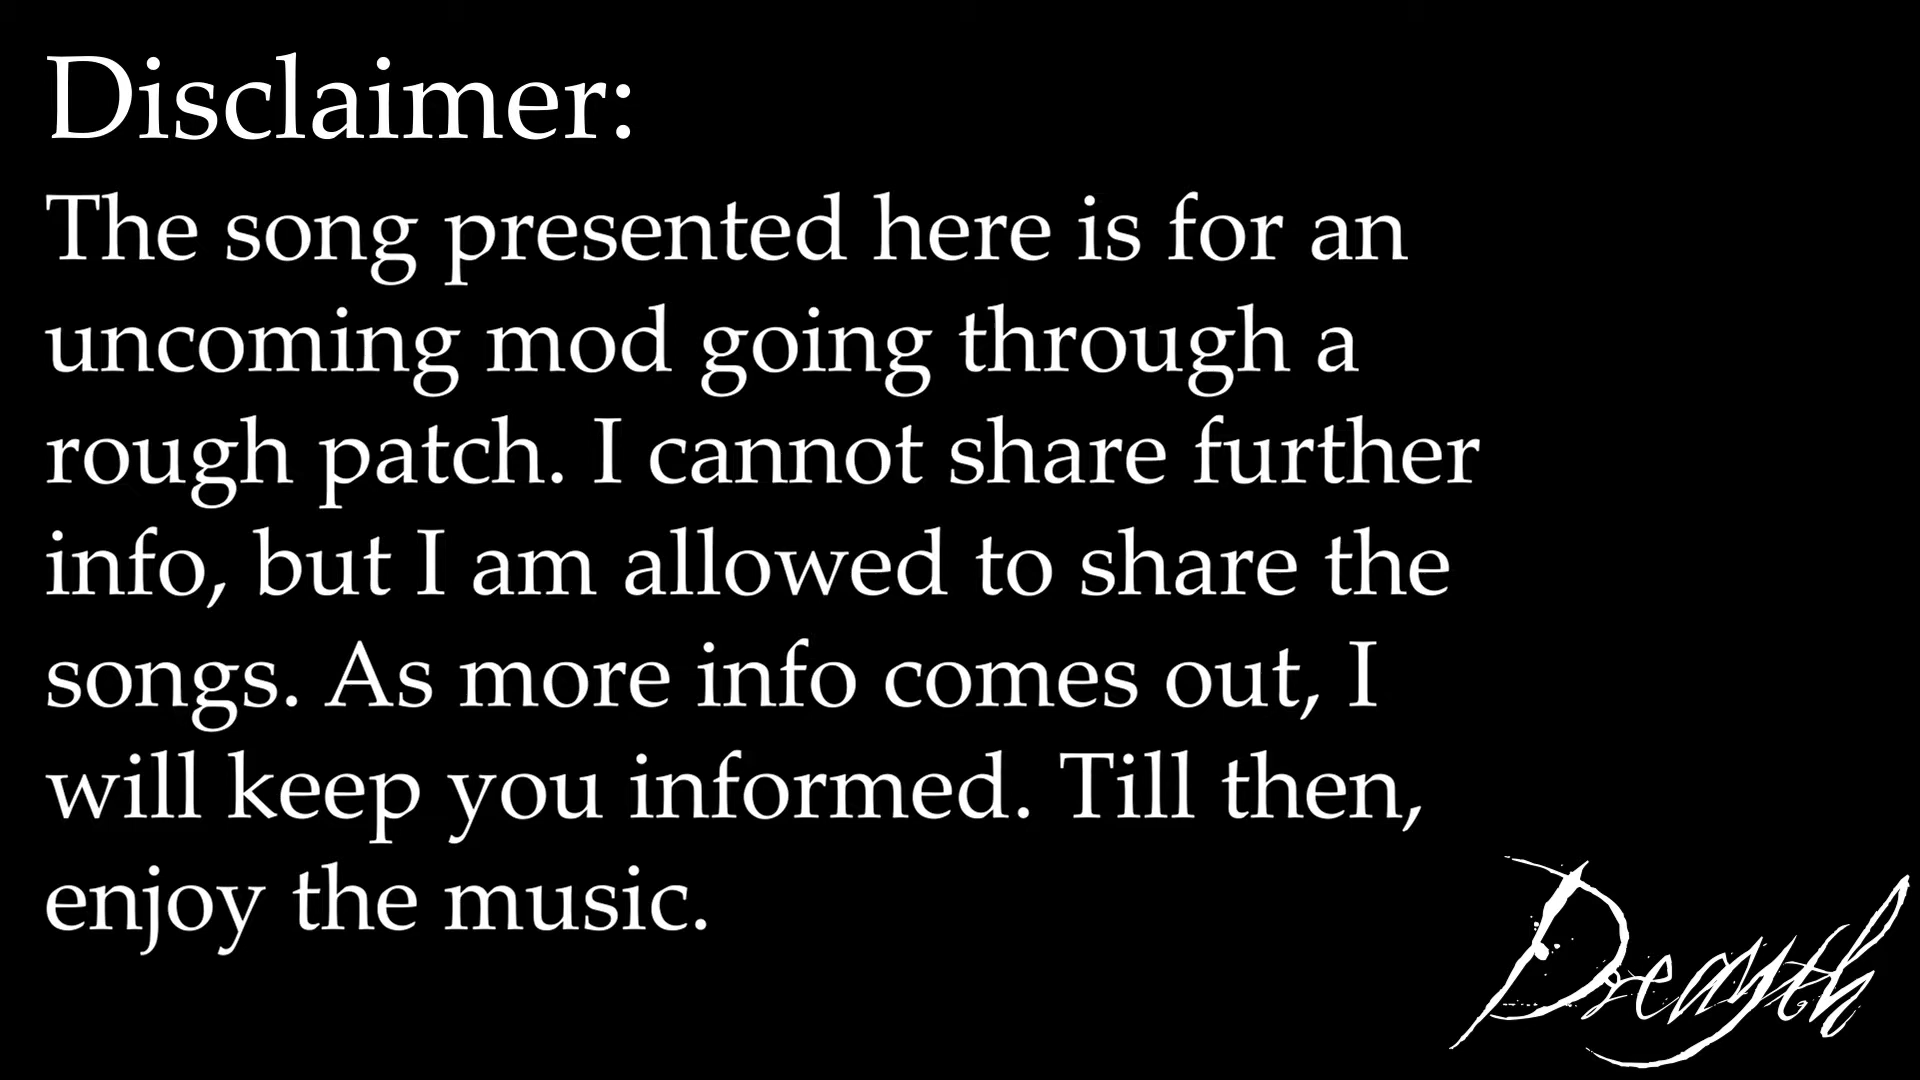 Disclaimer:
The song presented here is for an
uncoming mod going through a
rough patch. I cannot share further
info, but I am allowed to share the
songs. As more info comes out, I
will keep you informed. Till then,
enjoy the music.
Dreamyth